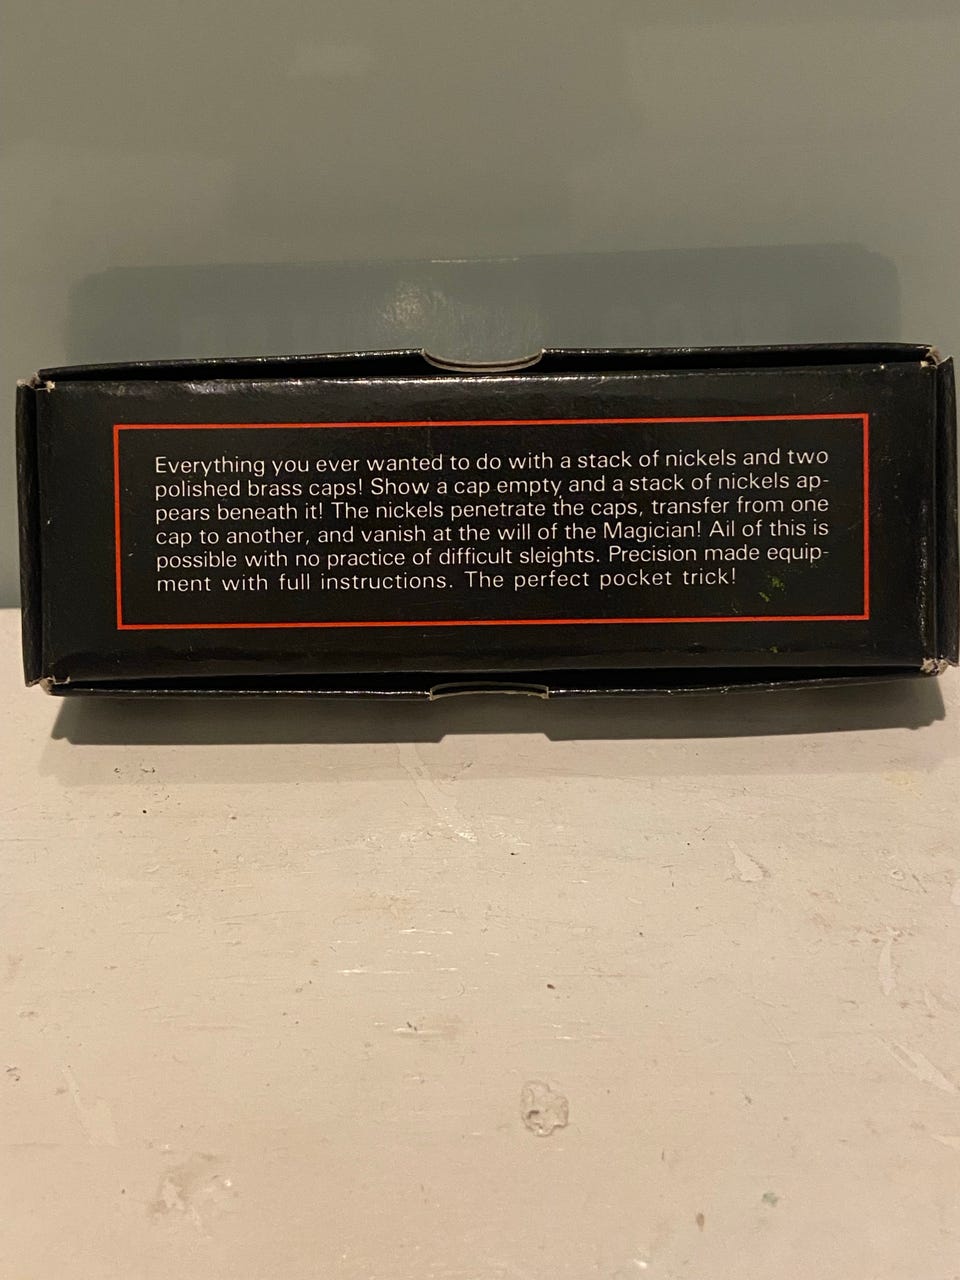 Everything you ever wanted to do with a stack of nickels and two
polished brass caps! Show a cap empty and a stack of nickels ap-
pears beneath it! The nickels penetrate the caps, transfer from one
cap to another, and vanish at the will of the Magician! Ail of this is
possible with no practice of difficult sleights. Precision made equip-
ment with full instructions. The perfect pocket trick!